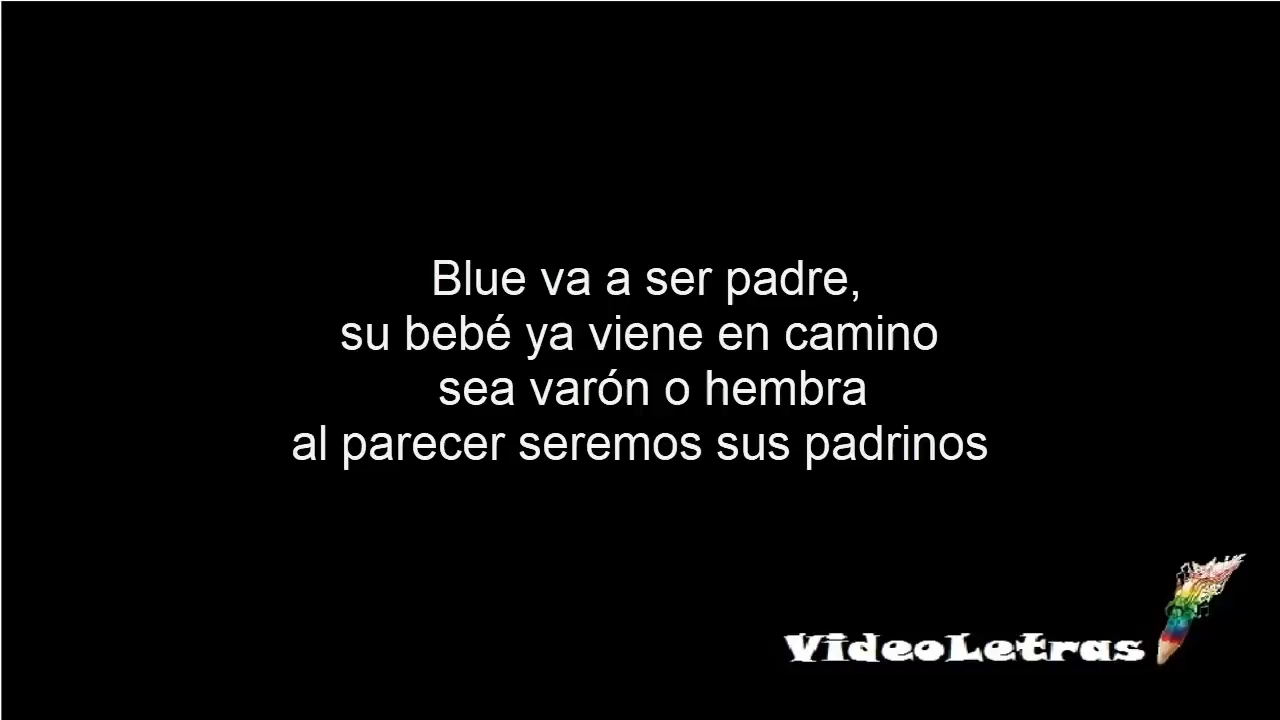 Blue va a ser padre,
su bebé ya viene en camino
sea varón o hembra
al parecer seremos sus padrinos
VideoLetras